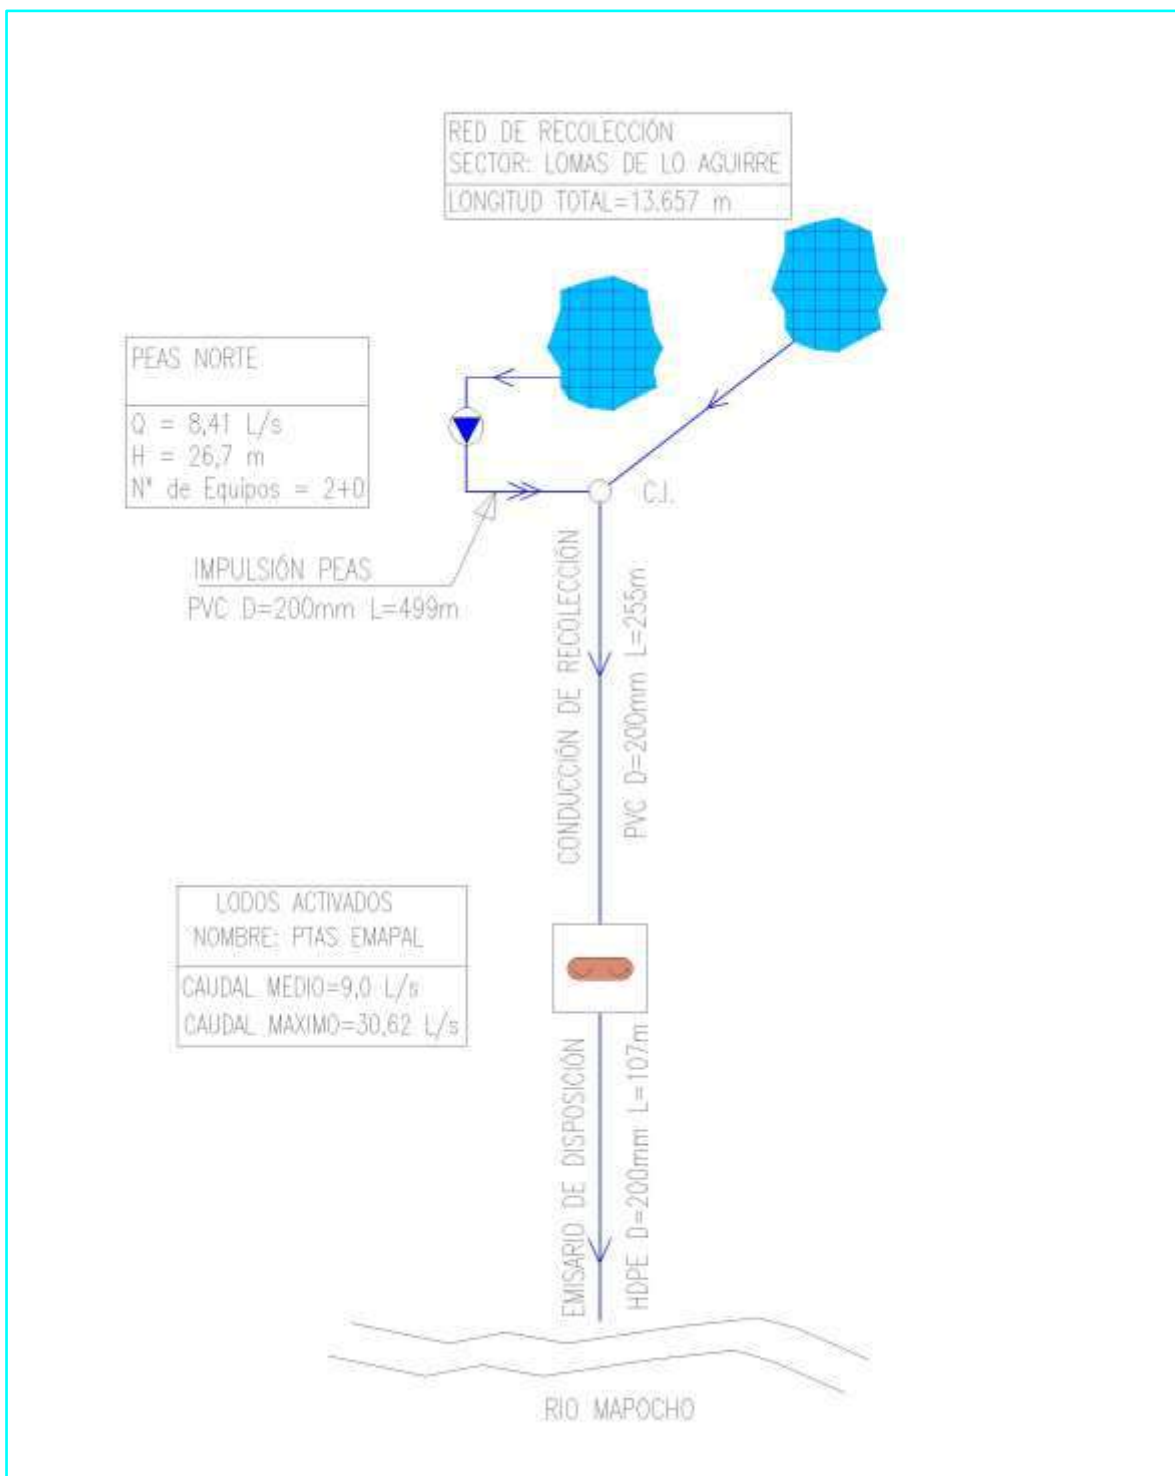 RED DE RECOLECCIÓN
SECTOR: LOMAS DE LO AGUIRRE
LONGITUD TOTAL=13.657 m
PEAS NORTE
Q = 8,41 L/s
H = 26,7 m
N° de Equipos = 2+0
C.I.
IMPULSIÓN PEAS
PVC D=200mm L=499m
CONDUCCIÓN DE RECOLECCIÓN
PVC D=200mm L=255m
LODOS ACTIVADOS
NOMBRE: PTAS EMAPAL
CAUDAL MEDIO=9,0 L/s
CAUDAL MAXIMO=30,62 L/s
EMISARIO DE DISPOSICIÓN
HDPE D=200mm L=107m
RIO MAPOCHO